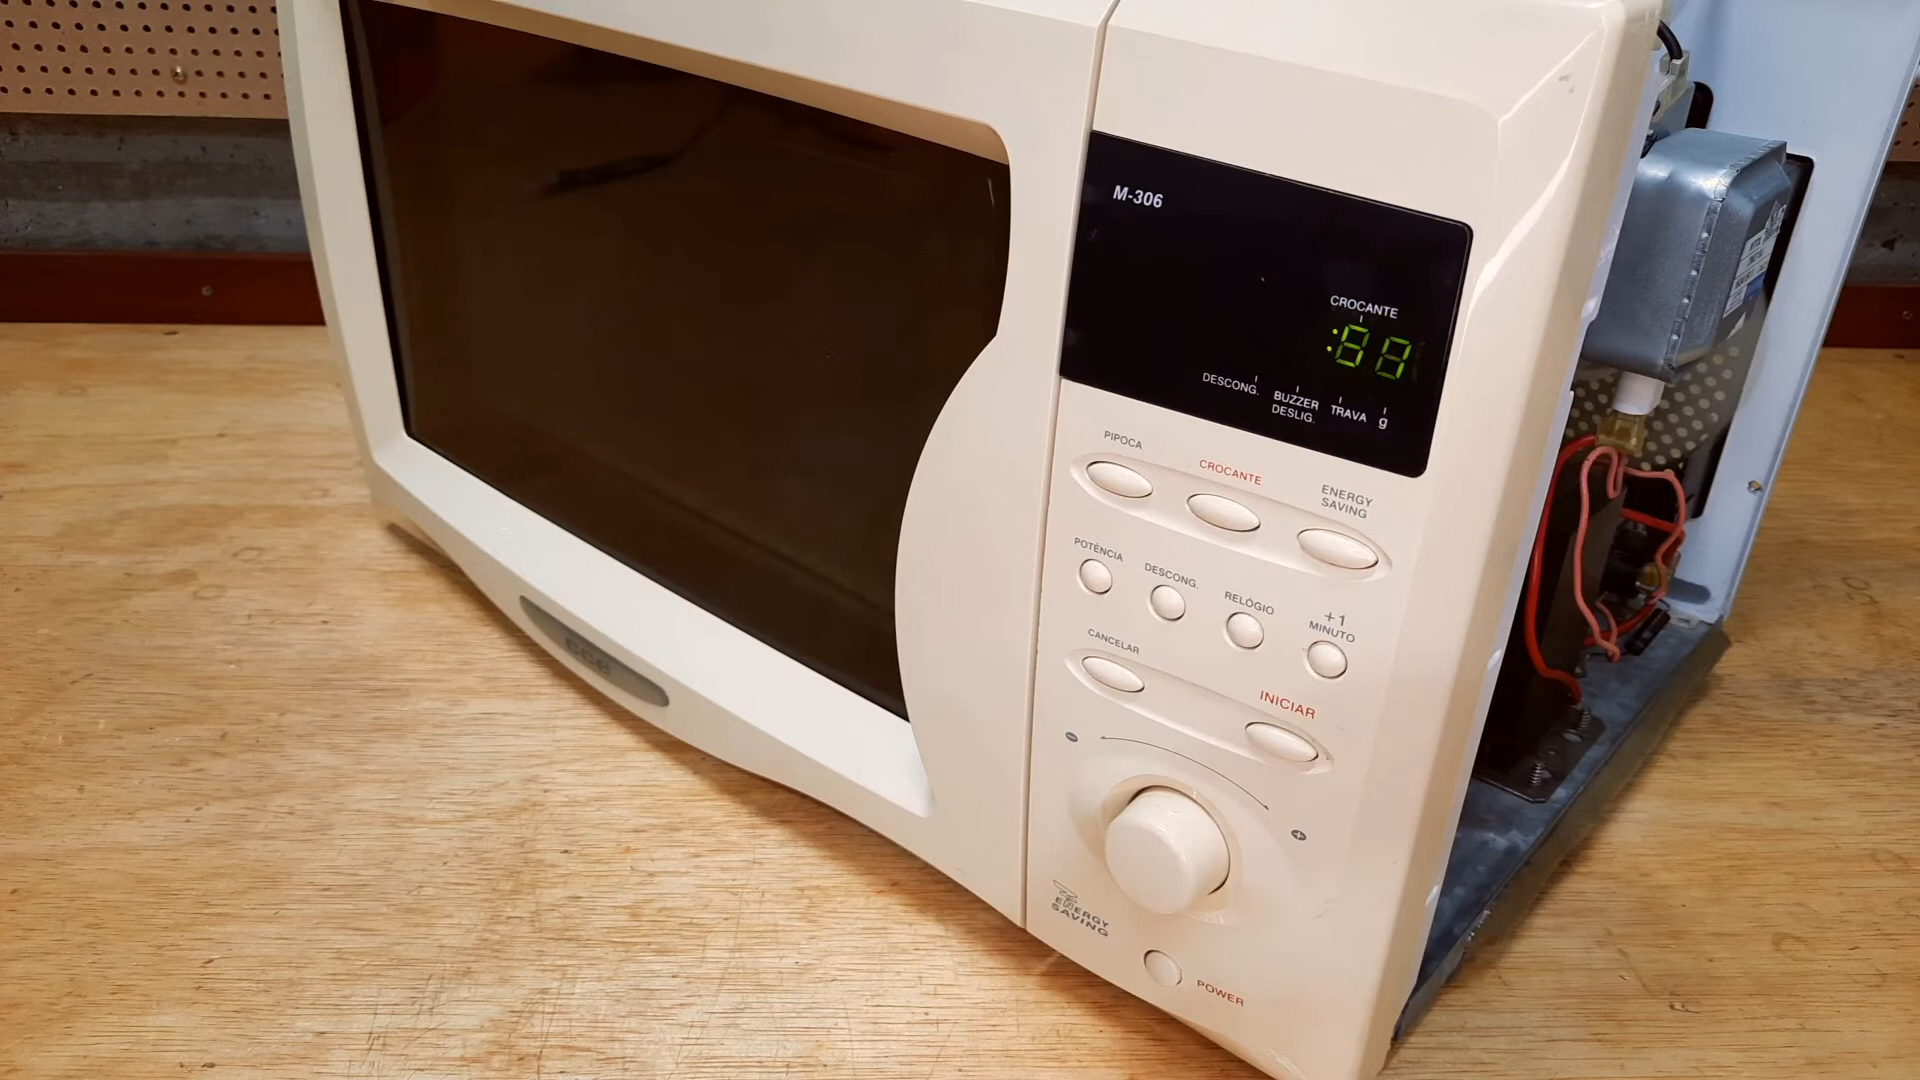 M-306
CROCANTE
:88
DESCONG.
BUZZER
DESLIG.
TRAVA
g
PIPOCA
CROCANTE
ENERGY
SAVING
POTÊNCIA
DESCONG.
RELÓGIO
+1
MINUTO
CANCELAR
INICIAR
ENERGY
SAVING
POWER
cce